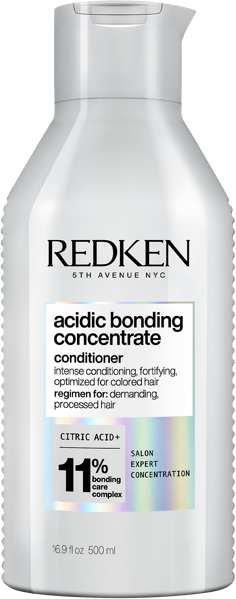 REDKEN
5TH AVENUE NYC
acidic bonding
concentrate
conditioner
intense conditioning, fortifying,
optimized for colored hair
regimen for: demanding,
processed hair
CITRIC ACID+
11%
bonding
care
complex
SALON
EXPERT
CONCENTRATION
16.9 fl oz 500 ml